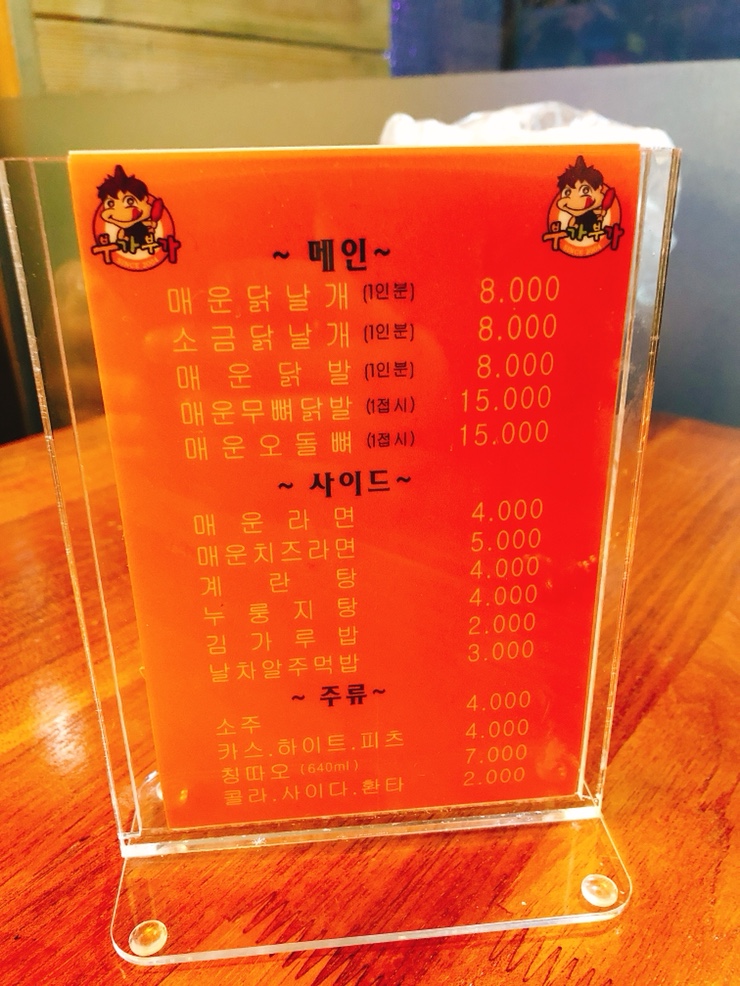 부가부가
부가부가
~ 메인 ~
매운닭날개 (1인분) 8.000
소금닭날개 (1인분) 8.000
매운닭발 (1인분) 8.000
매운무뼈닭발 (1접시) 15.000
매운오돌뼈 (1접시) 15.000
~ 사이드 ~
매운라면 4.000
매운치즈라면 5.000
계란탕 4.000
누룽지탕 4.000
김가루밥 2.000
날차알주먹밥 3.000
~ 주류 ~
소주 4.000
카스.하이트.피츠 4.000
칭따오 (640ml) 7.000
콜라.사이다.환타 2.000